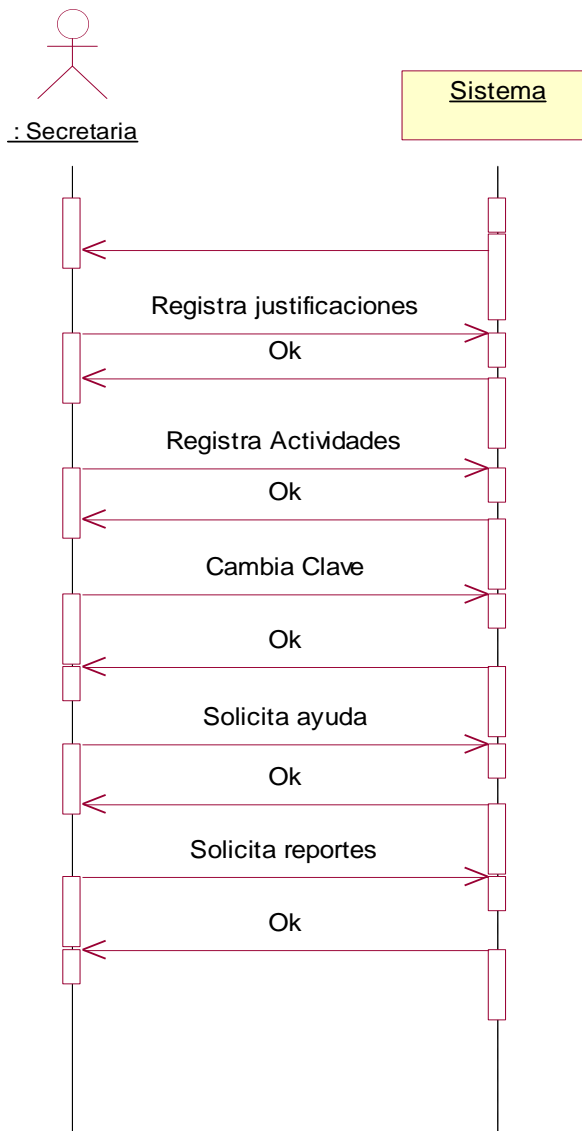 : Secretaria
Sistema
Registra justificaciones
Ok
Registra Actividades
Ok
Cambia Clave
Ok
Solicita ayuda
Ok
Solicita reportes
Ok